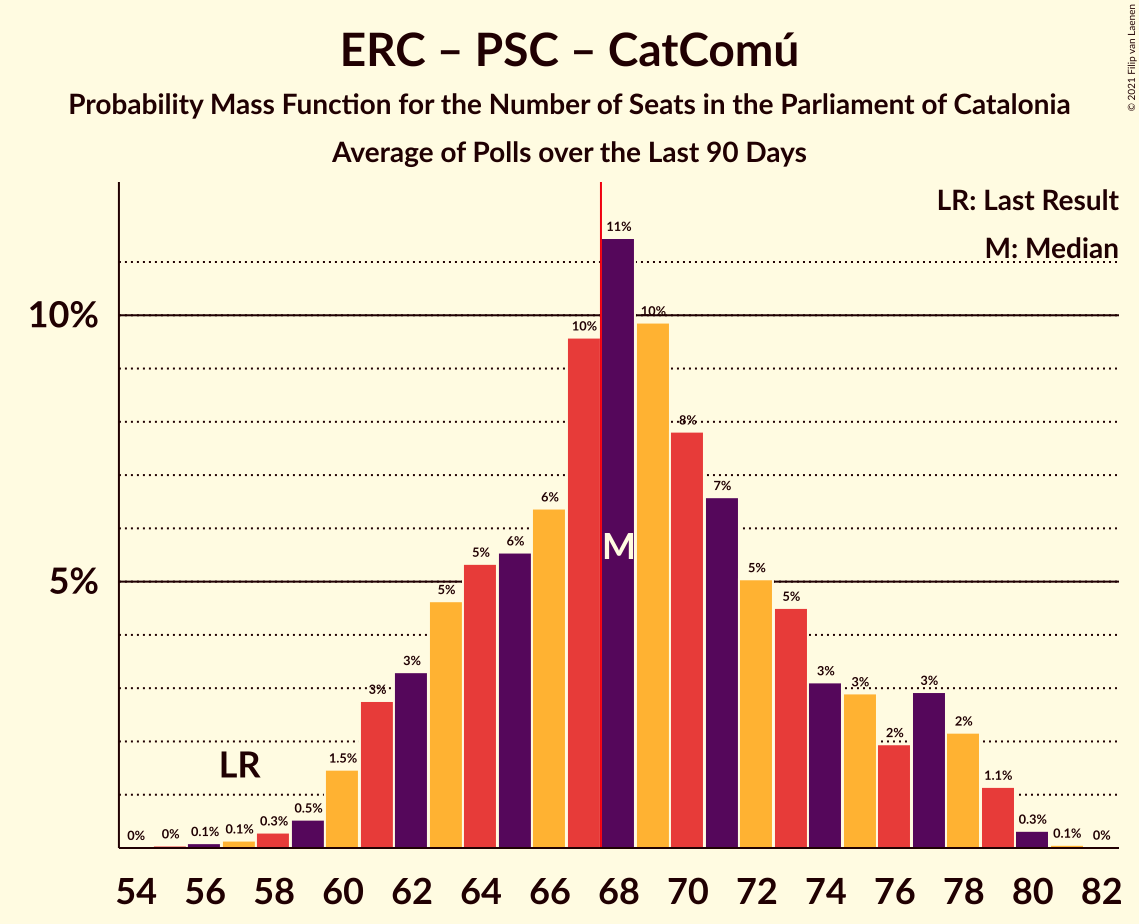 ERC – PSC – CatComú
Probability Mass Function for the Number of Seats in the Parliament of Catalonia
Average of Polls over the Last 90 Days
© 2021 Filip van Laenen
LR: Last Result
M: Median
10%
5%
0% 0% 0.1% 0.1% 0.3% 0.5% 1.5% 3% 3% 5% 5% 6% 6% 10% 11% 10% 8% 7% 5% 5% 3% 3% 2% 3% 2% 1.1% 0.3% 0.1% 0%
LR
M
54 56 58 60 62 64 66 68 70 72 74 76 78 80 82